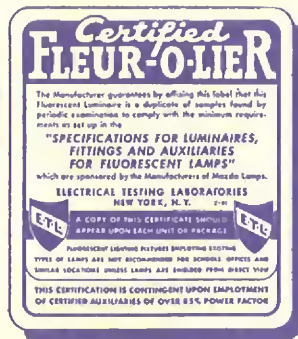 Certified
FLEUR-O-LIER
The Manufacturer guarantees by affixing this label that this
Fluorescent Luminaire is a duplicate of samples found by
periodic examination to comply with the minimum require-
ments as set up in the
"SPECIFICATIONS FOR LUMINAIRES,
FITTINGS AND AUXILIARIES
FOR FLUORESCENT LAMPS"
which are sponsored by the Manufacturers of Mazda Lamps.
ELECTRICAL TESTING LABORATORIES
NEW YORK, N. Y.
E.T.L.
A COPY OF THIS CERTIFICATE SHOULD
APPEAR UPON EACH UNIT OR PACKAGE
E.T.L.
FLUORESCENT LIGHTING FIXTURES EMPLOYING EXISTING
TYPES OF LAMPS ARE NOT RECOMMENDED FOR SCHOOLS OFFICES AND
SIMILAR LOCATIONS UNLESS LAMPS ARE SHIELDED FROM DIRECT VIEW
THIS CERTIFICATION IS CONTINGENT UPON EMPLOYMENT
OF CERTIFIED AUXILIARIES OF OVER 85% POWER FACTOR